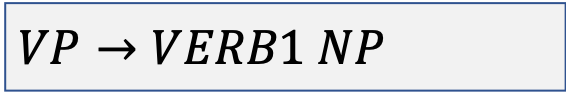 VP → VERB1 NP